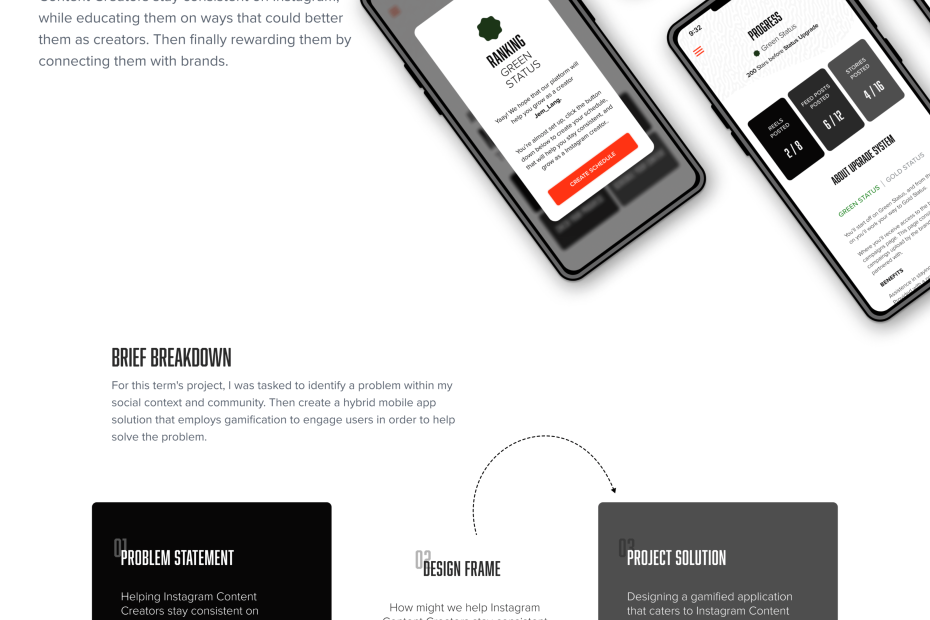 Content Creators stay consistent on Instagram,
while educating them on ways that could better
them as creators. Then finally rewarding them by
connecting them with brands.
RANKING
GREEN
STATUS
Yaay! We hope that our platform will
help you grow as a creator
Jem_Lang.
You're almost set up, click the button
down below to create your schedule,
that will help you stay consistent, and
grow as a Instagram creator.
CREATE SCHEDULE
9:32
PROGRESS
Green Status
200 Stars before Status Upgrade
REELS
POSTED
2 / 8
FEED POSTS
POSTED
6 / 12
STORIES
POSTED
4 / 16
ABOUT UPGRADE SYSTEM
GREEN STATUS | GOLD STATUS
You'll start off on Green Status, and from the
on you'll work your way to Gold Status.
Where you'll receive access to the
campaigns page. This page
campaigns upload by the
partnered with.
BENEFITS
Assistence in
BRIEF BREAKDOWN
For this term's project, I was tasked to identify a problem within my
social context and community. Then create a hybrid mobile app
solution that employs gamification to engage users in order to help
solve the problem.
01
PROBLEM STATEMENT
Helping Instagram Content
Creators stay consistent on
02
DESIGN FRAME
How might we help Instagram
Content Creators stay consistent
03
PROJECT SOLUTION
Designing a gamified application
that caters to Instagram Content